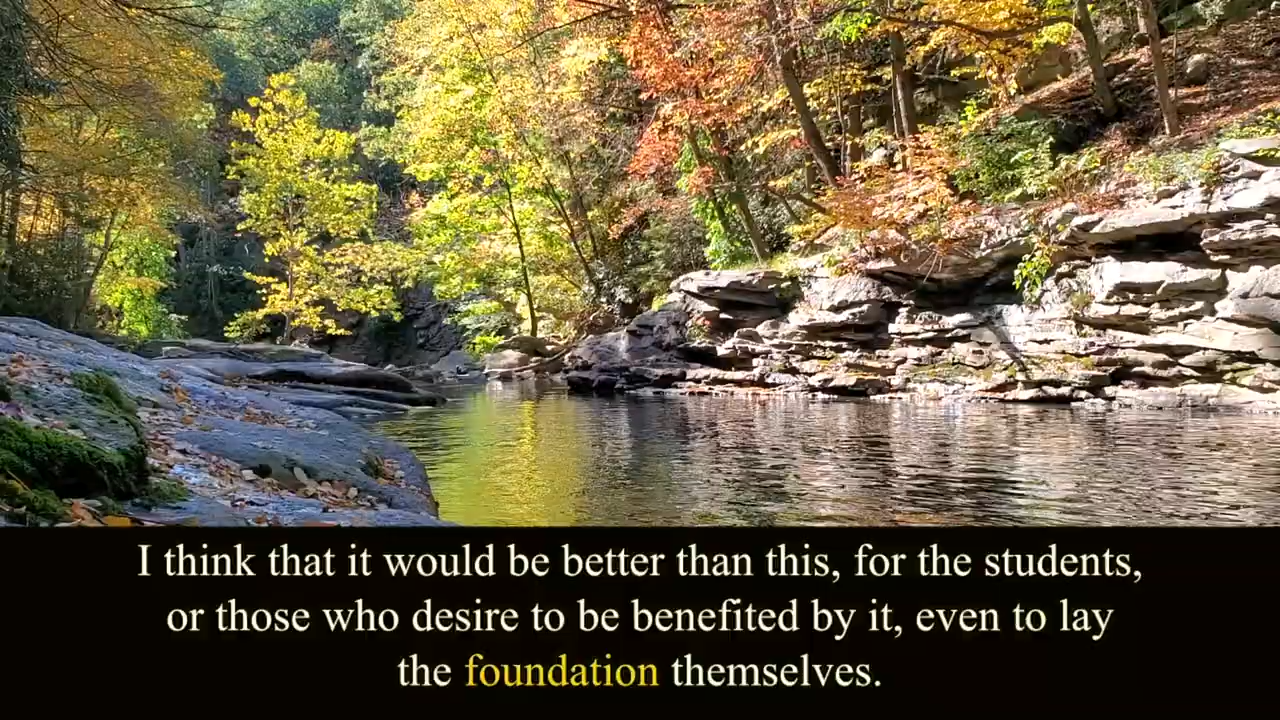 I think that it would be better than this, for the students,
or those who desire to be benefited by it, even to lay
the foundation themselves.